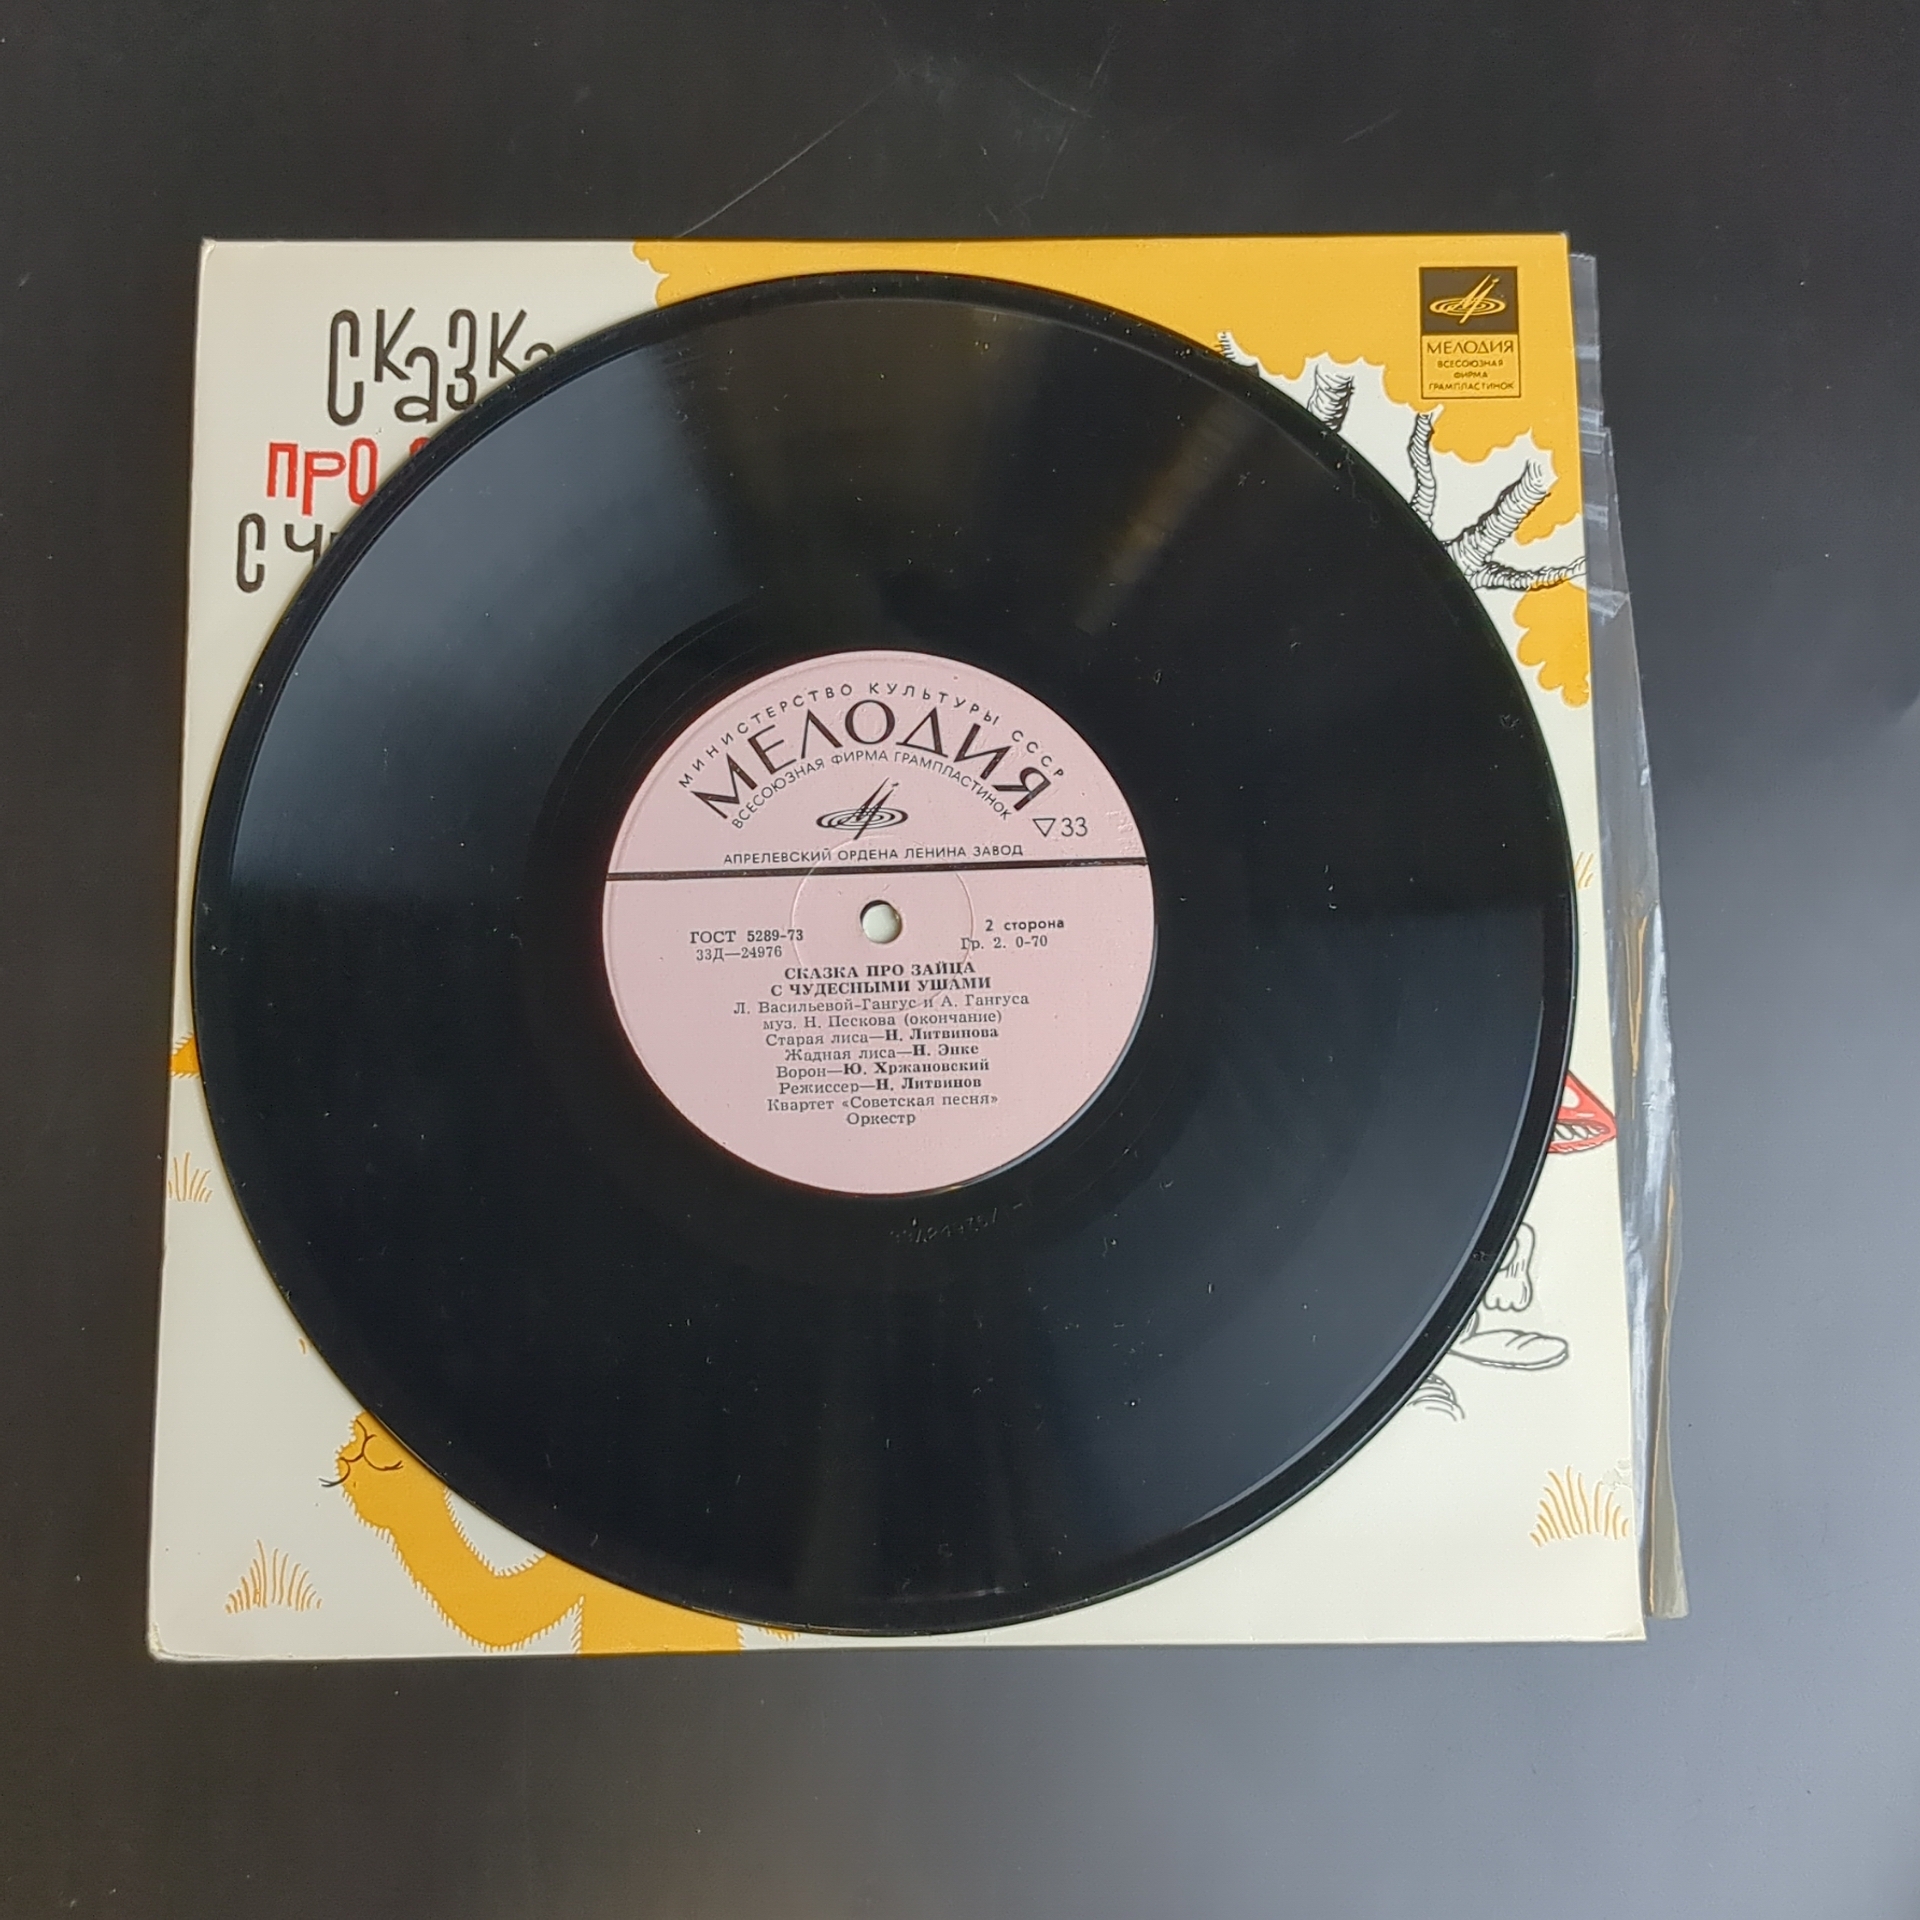 Сказка
про
с
МЕЛОДИЯ
ВСЕСОЮЗНАЯ
ФИРМА
ГРАМПЛАСТИНОК
МИНИСТЕРСТВО КУЛЬТУРЫ СССР
МЕЛОДИЯ
ВСЕСОЮЗНАЯ ФИРМА ГРАМПЛАСТИНОК
▽33
АПРЕЛЕВСКИЙ ОРДЕНА ЛЕНИНА ЗАВОД
ГОСТ 5289-73
33Д—24976
2 сторона
Гр. 2. 0-70
СКАЗКА ПРО ЗАЙЦА
С ЧУДЕСНЫМИ УШАМИ
Л. Васильевой-Гангус и А. Гангуса
муз. Н. Пескова (окончание)
Старая лиса—Н. Литвинова
Жадная лиса—Н. Энке
Ворон—Ю. Хржановский
Режиссер—Н. Литвинов
Квартет «Советская песня»
Оркестр